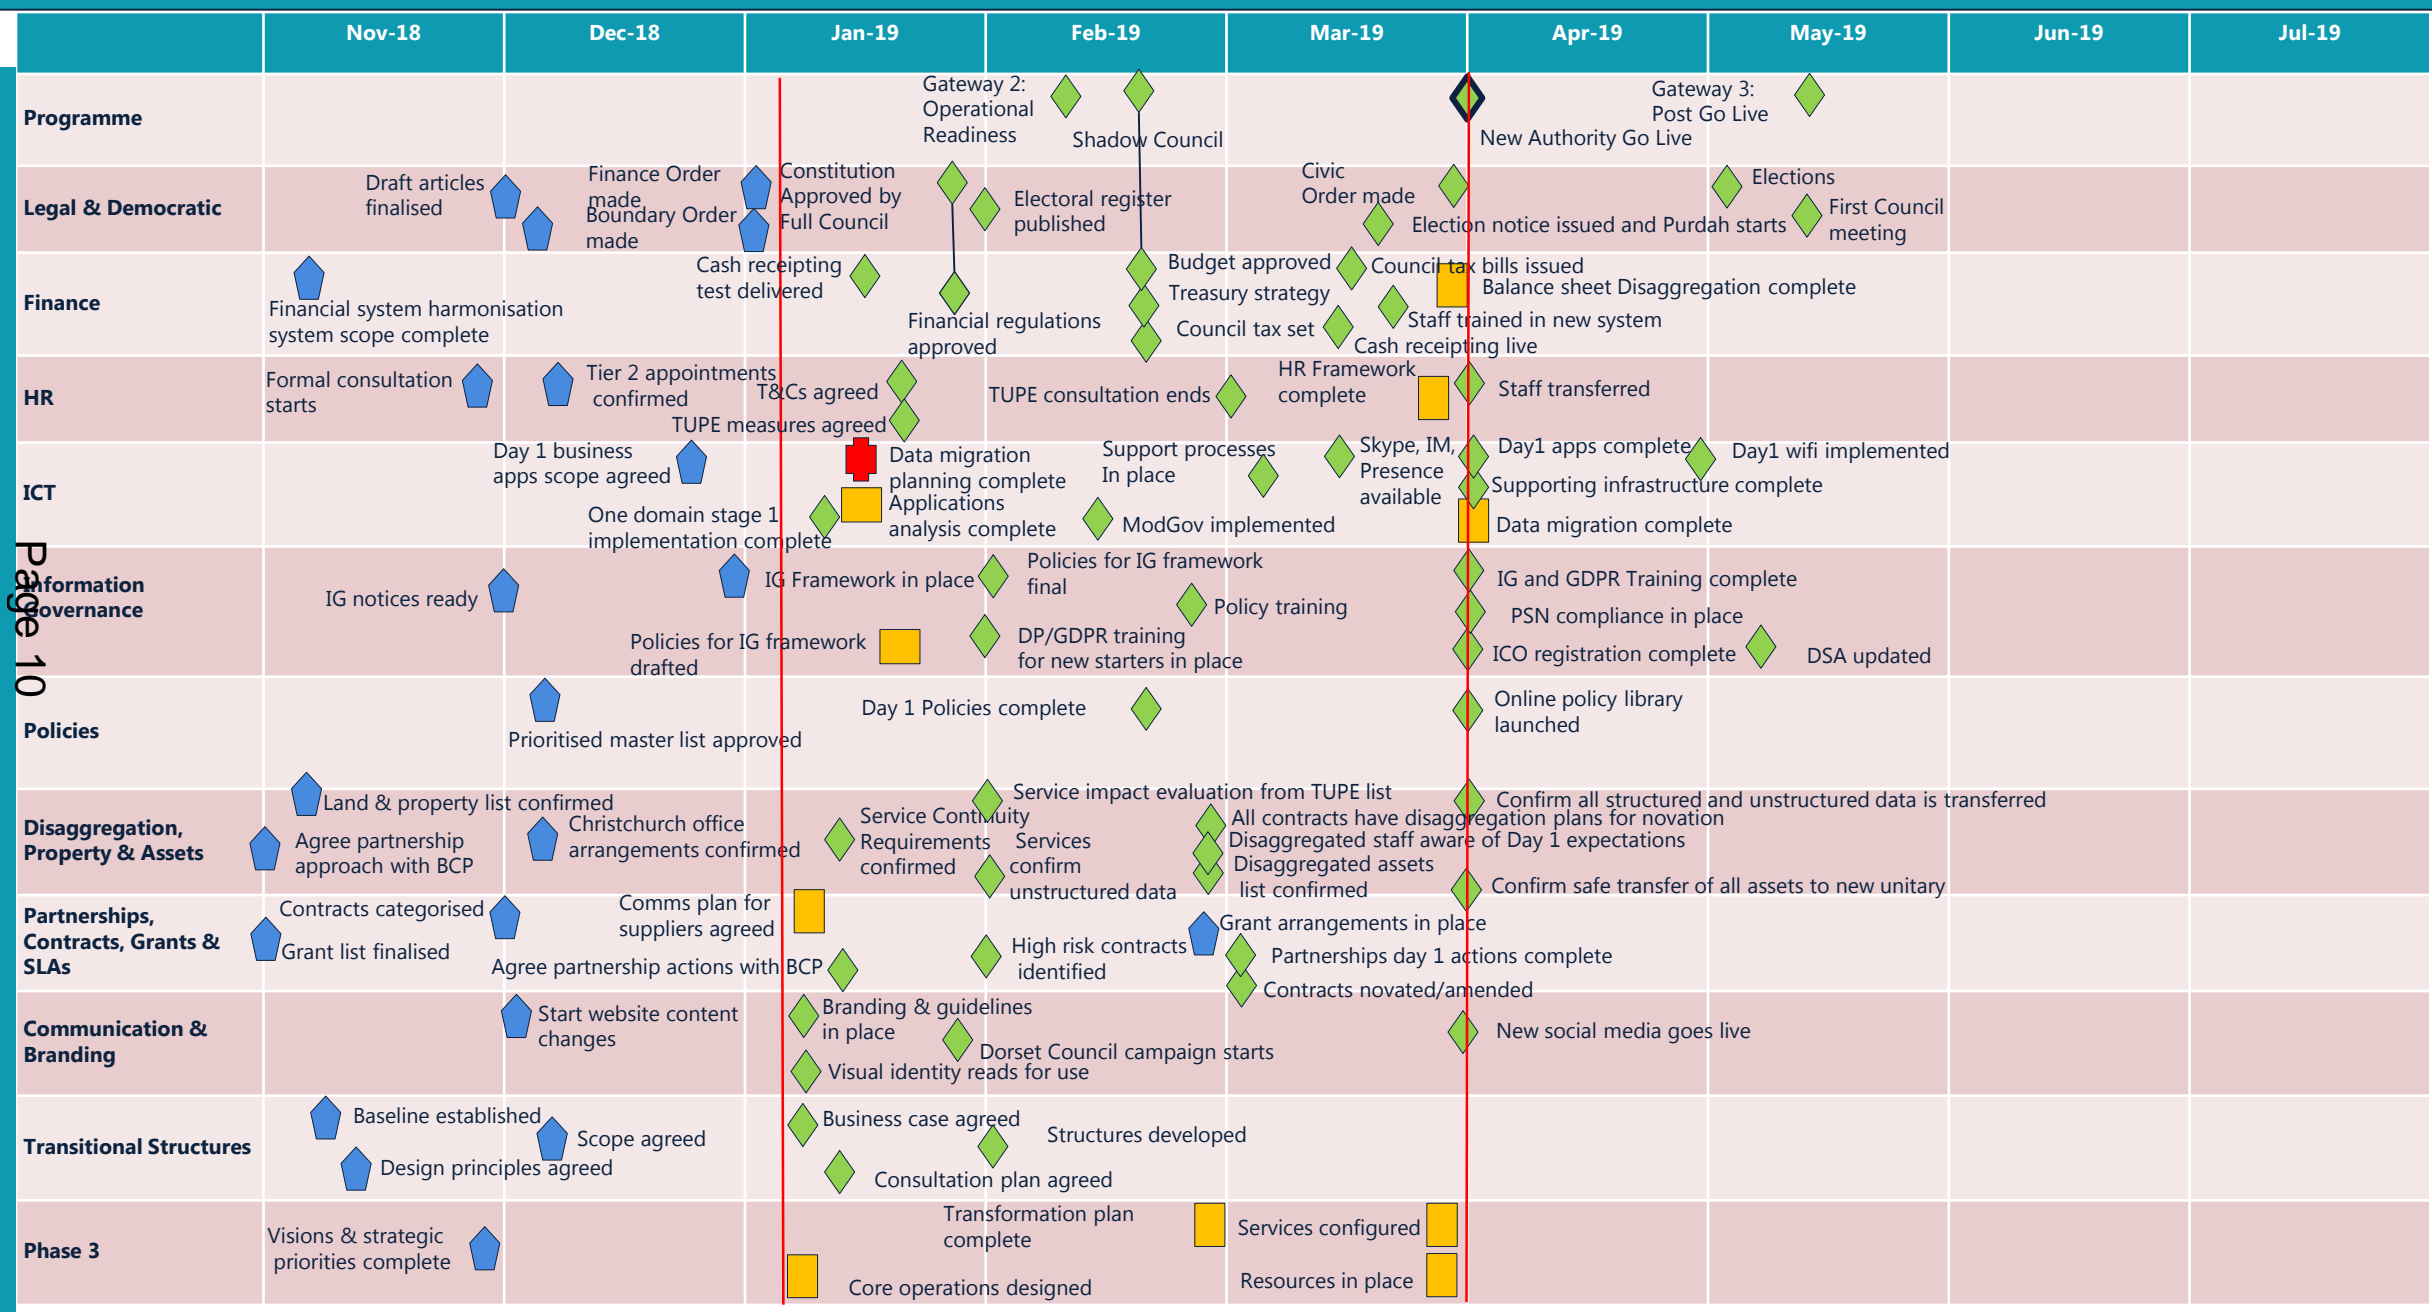 Nov-18
Dec-18
Jan-19
Feb-19
Mar-19
Apr-19
May-19
Jun-19
Jul-19
Programme
Gateway 2:
Operational
Readiness
Shadow Council
New Authority Go Live
Gateway 3:
Post Go Live
Legal & Democratic
Draft articles
finalised
Finance Order
made
Boundary Order
made
Constitution
Approved by
Full Council
Electoral register
published
Civic
Order made
Election notice issued and Purdah starts
Elections
First Council
meeting
Finance
Financial system harmonisation
system scope complete
Cash receipting
test delivered
Financial regulations
approved
Budget approved
Treasury strategy
Council tax set
Council tax bills issued
Balance sheet Disaggregation complete
Staff trained in new system
Cash receipting live
HR
Formal consultation
starts
Tier 2 appointments
confirmed
T&Cs agreed
TUPE measures agreed
TUPE consultation ends
HR Framework
complete
Staff transferred
ICT
Day 1 business
apps scope agreed
One domain stage 1
implementation complete
Data migration
planning complete
Applications
analysis complete
Support processes
In place
ModGov implemented
Skype, IM,
Presence
available
Day1 apps complete
Day1 wifi implemented
Supporting infrastructure complete
Data migration complete
Page 10
Information
Governance
IG notices ready
IG Framework in place
Policies for IG framework
drafted
Policies for IG framework
final
DP/GDPR training
for new starters in place
Policy training
IG and GDPR Training complete
PSN compliance in place
ICO registration complete
DSA updated
Policies
Prioritised master list approved
Day 1 Policies complete
Online policy library
launched
Disaggregation,
Property & Assets
Land & property list confirmed
Agree partnership
approach with BCP
Christchurch office
arrangements confirmed
Service Continuity
Requirements
confirmed
Service impact evaluation from TUPE list
Services
confirm
unstructured data
All contracts have disaggregation plans for novation
Disaggregated staff aware of Day 1 expectations
Disaggregated assets
list confirmed
Confirm all structured and unstructured data is transferred
Confirm safe transfer of all assets to new unitary
Partnerships,
Contracts, Grants &
SLAs
Contracts categorised
Grant list finalised
Comms plan for
suppliers agreed
Agree partnership actions with BCP
High risk contracts
identified
Grant arrangements in place
Partnerships day 1 actions complete
Contracts novated/amended
Communication &
Branding
Start website content
changes
Branding & guidelines
in place
Dorset Council campaign starts
Visual identity reads for use
New social media goes live
Transitional Structures
Baseline established
Design principles agreed
Scope agreed
Business case agreed
Consultation plan agreed
Structures developed
Phase 3
Visions & strategic
priorities complete
Core operations designed
Transformation plan
complete
Services configured
Resources in place